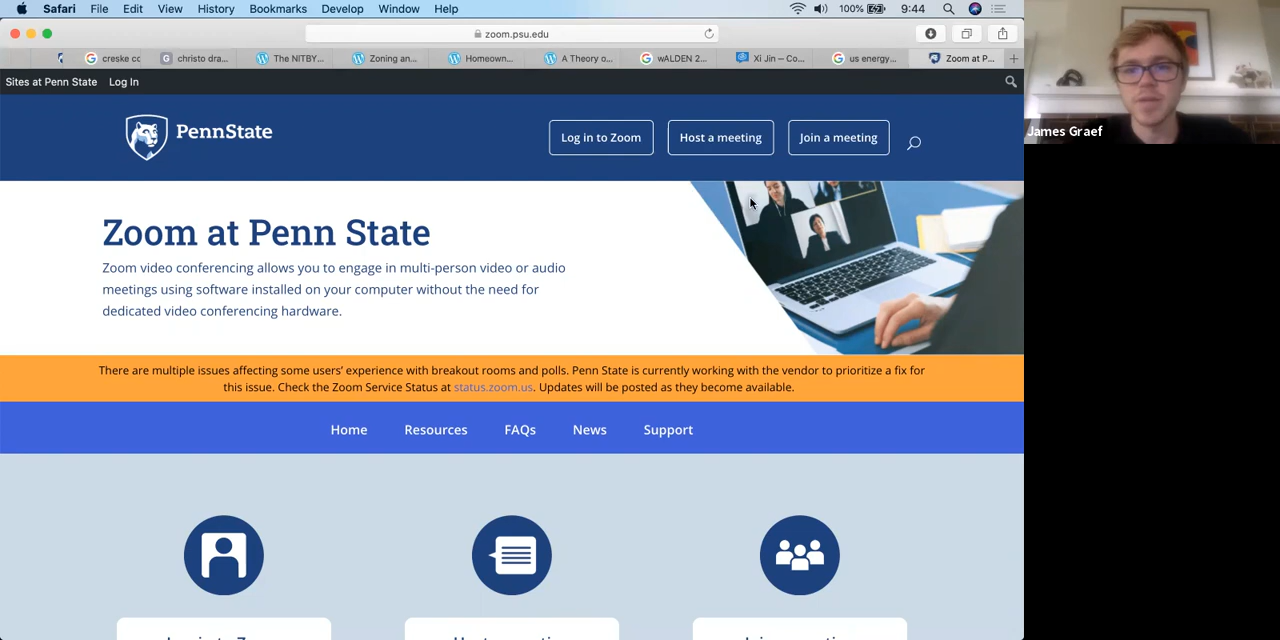 Safari File Edit View History Bookmarks Develop Window Help 100% 9:44
zoom.psu.edu
creske cc christo dra... The NITBY... Zoning an... Homeown... A Theory o... wALDEN 2... Xi Jin – Co... us energy... Zoom at P...
Sites at Penn State Log In
PennState
Log in to Zoom Host a meeting Join a meeting
James Graef
Zoom at Penn State
Zoom video conferencing allows you to engage in multi-person video or audio
meetings using software installed on your computer without the need for
dedicated video conferencing hardware.
There are multiple issues affecting some users' experience with breakout rooms and polls. Penn State is currently working with the vendor to prioritize a fix for
this issue. Check the Zoom Service Status at status.zoom.us. Updates will be posted as they become available.
Home Resources FAQs News Support